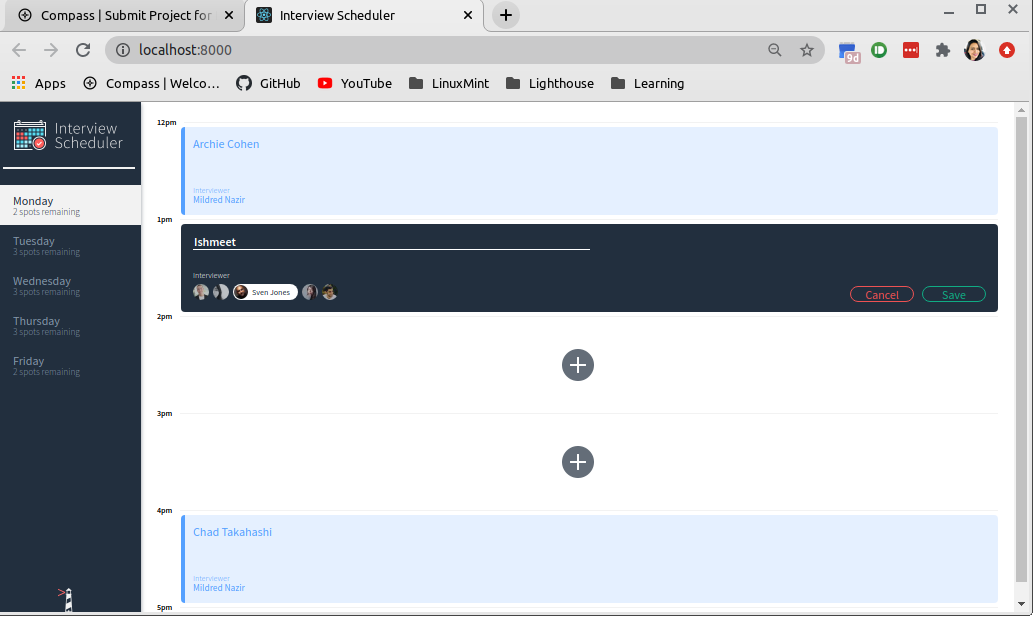 Compass | Submit Project for
Interview Scheduler
localhost:8000
9d
Apps
Compass | Welco...
GitHub
YouTube
LinuxMint
Lighthouse
Learning
Interview
Scheduler
Monday
2 spots remaining
Tuesday
3 spots remaining
Wednesday
3 spots remaining
Thursday
3 spots remaining
Friday
2 spots remaining
12pm
Archie Cohen
Interviewer
Mildred Nazir
1pm
Ishmeet
Interviewer
Sven Jones
Cancel
Save
2pm
3pm
4pm
Chad Takahashi
Interviewer
Mildred Nazir
5pm